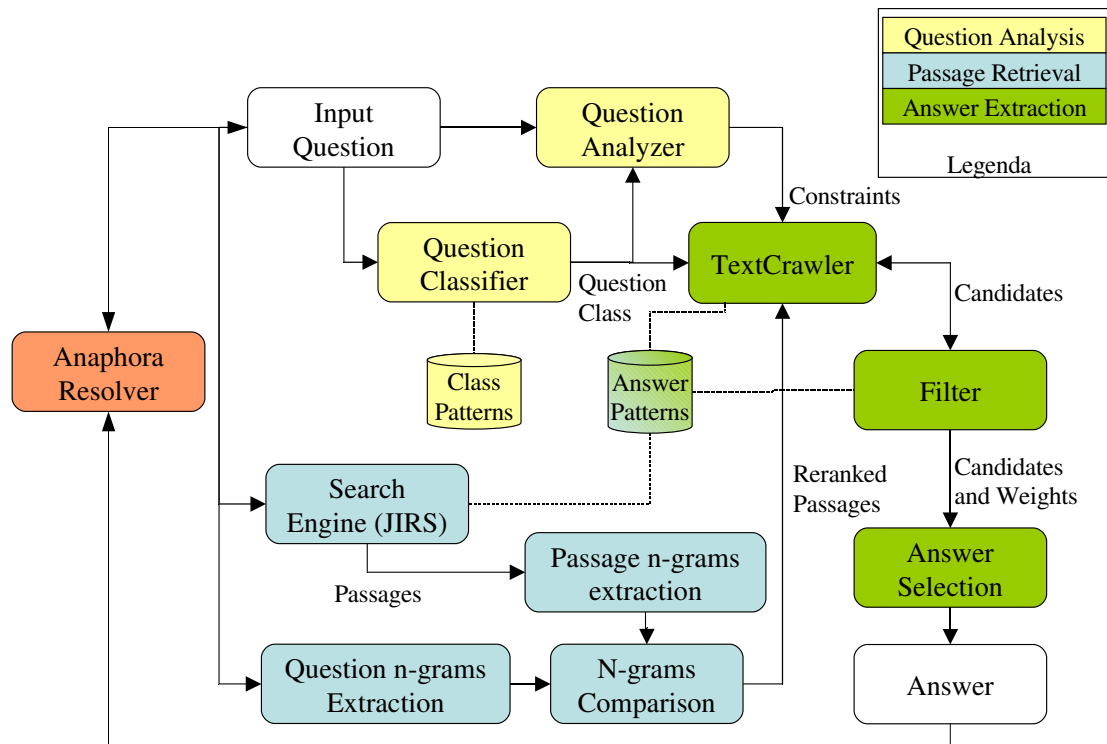 Question Analysis
Passage Retrieval
Answer Extraction
Legenda
Input
Question
Question
Analyzer
Constraints
Question
Classifier
Question
Class
TextCrawler
Candidates
Anaphora
Resolver
Class
Patterns
Answer
Patterns
Filter
Search
Engine (JIRS)
Reranked
Passages
Candidates
and Weights
Passages
Passage n-grams
extraction
Answer
Selection
Question n-grams
Extraction
N-grams
Comparison
Answer